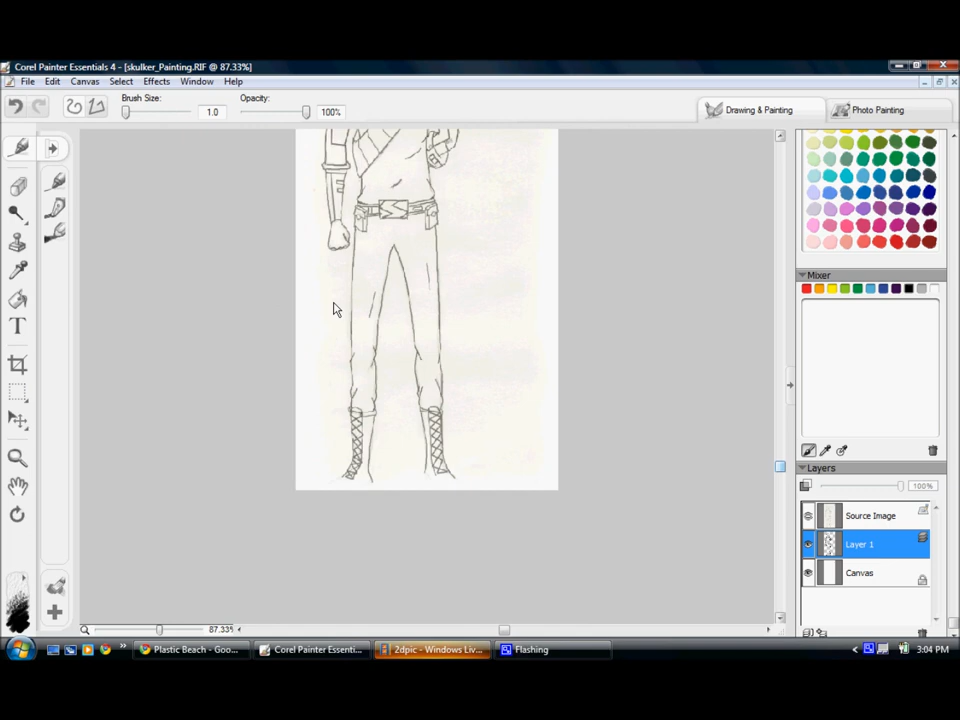 Corel Painter Essentials 4 - [skulker_Painting.RIF @ 87.33%]
File Edit Canvas Select Effects Window Help
Brush Size: 1.0 Opacity: 100%
Drawing & Painting Photo Painting
Mixer
Layers
100%
Source Image
Layer 1
Canvas
87.33%
Plastic Beach - Goo... Corel Painter Essenti... 2dpic - Windows Liv... Flashing 3:04 PM